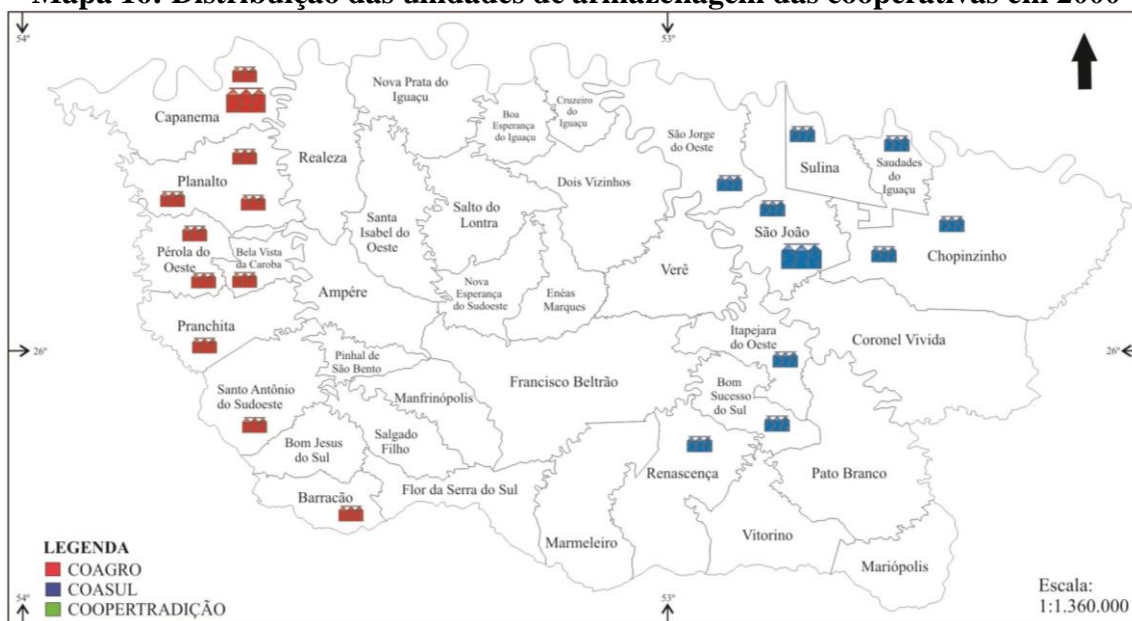 Mapa 16: Distribuição das unidades de armazenagem das cooperativas em 2000
54°
53°
Nova Prata do
Iguaçu
Boa
Esperança
do Iguaçu
Cruzeiro
do
Iguaçu
São Jorge
do Oeste
Capanema
Realeza
Sulina
Saudades
do
Iguaçu
Planalto
Dois Vizinhos
Santa
Isabel do
Oeste
Salto do
Lontra
São João
Chopinzinho
Pérola do
Oeste
Bela Vista
da Caroba
Ampére
Nova
Esperança
do Sudoeste
Enéas
Marques
Verê
Pranchita
Itapejara
do Oeste
Coronel Vivida
26°
26°
Pinhal de
São Bento
Francisco Beltrão
Santo Antônio
do Sudoeste
Manfrinópolis
Bom
Sucesso
do Sul
Bom Jesus
do Sul
Salgado
Filho
Renascença
Pato Branco
Barracão
Flor da Serra do Sul
Marmeleiro
Vitorino
Mariópolis
LEGENDA
COAGRO
COASUL
COOPERTRADIÇÃO
Escala:
1:1.360.000
54°
53°